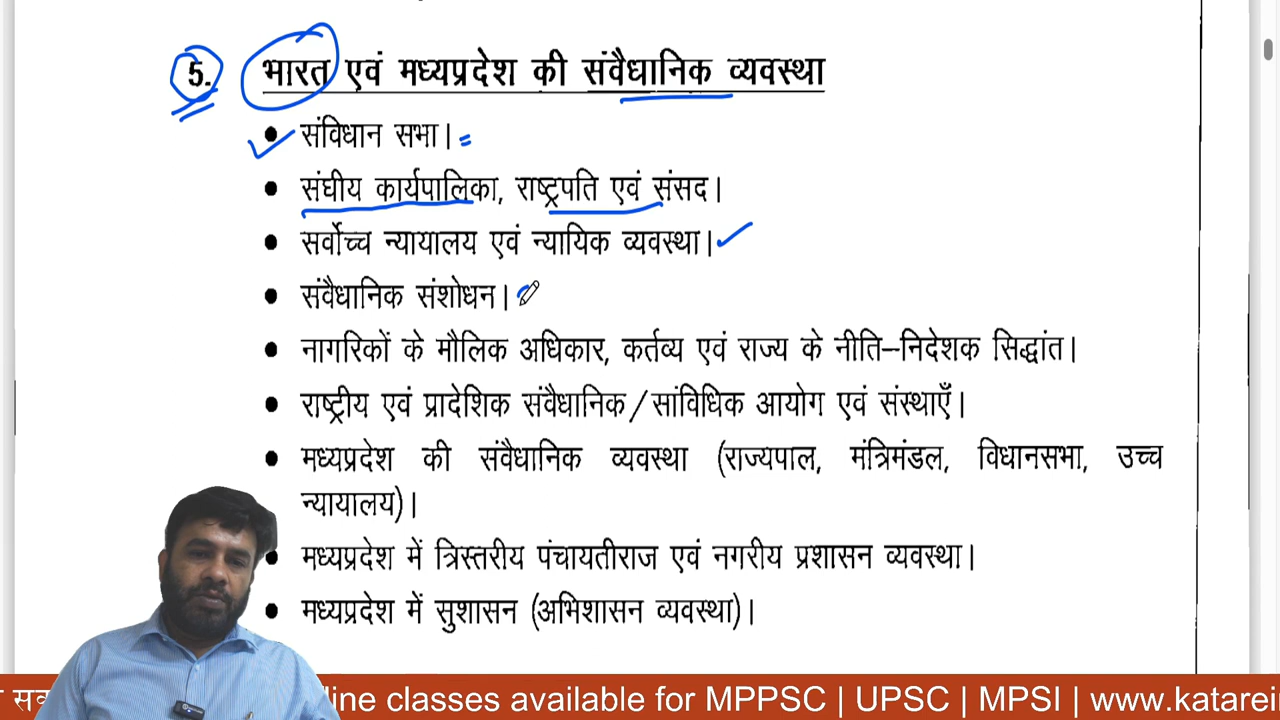 5. भारत एवं मध्यप्रदेश की संवैधानिक व्यवस्था
• संविधान सभा।
• संघीय कार्यपालिका, राष्ट्रपति एवं संसद।
• सर्वोच्च न्यायालय एवं न्यायिक व्यवस्था।
• संवैधानिक संशोधन।
• नागरिकों के मौलिक अधिकार, कर्तव्य एवं राज्य के नीति–निदेशक सिद्धांत।
• राष्ट्रीय एवं प्रादेशिक संवैधानिक/सांविधिक आयोग एवं संस्थाएँ।
• मध्यप्रदेश की संवैधानिक व्यवस्था (राज्यपाल, मंत्रिमंडल, विधानसभा, उच्च
न्यायालय)।
• मध्यप्रदेश में त्रिस्तरीय पंचायतीराज एवं नगरीय प्रशासन व्यवस्था।
• मध्यप्रदेश में सुशासन (अभिशासन व्यवस्था)।
line classes available for MPPSC | UPSC | MPSI | www.katarei